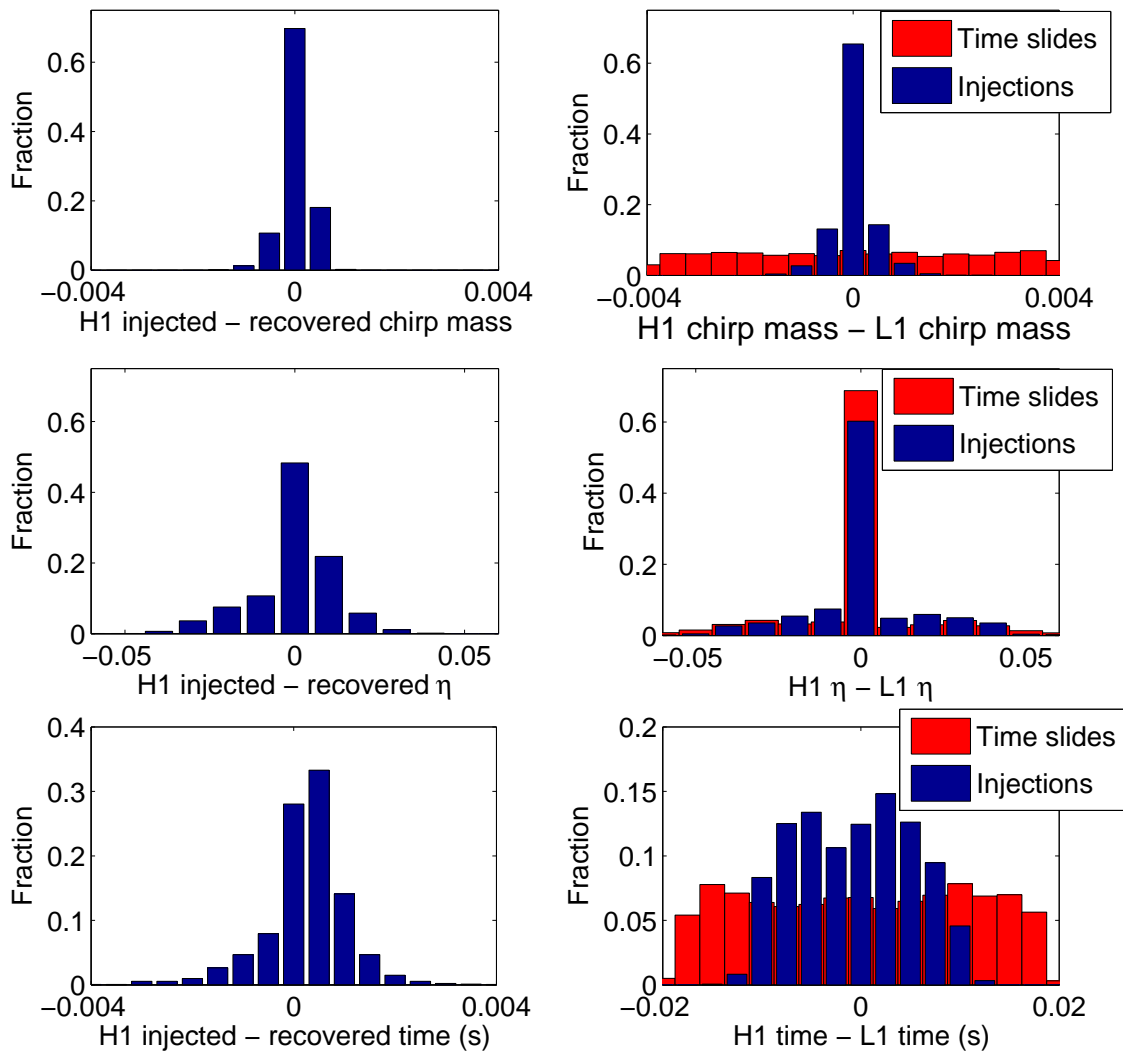 0.6
0.4
0.2
0
Fraction
−0.004
0
0.004
H1 injected − recovered chirp mass
0.6
0.4
0.2
0
Fraction
−0.004
0
0.004
H1 chirp mass − L1 chirp mass
Time slides
Injections
0.6
0.4
0.2
0
Fraction
−0.05
0
0.05
H1 injected − recovered η
0.6
0.4
0.2
0
Fraction
−0.05
0
0.05
H1 η − L1 η
Time slides
Injections
0.4
0.3
0.2
0.1
0
Fraction
−0.004
0
0.004
H1 injected − recovered time (s)
0.2
0.15
0.1
0.05
0
Fraction
−0.02
0
0.02
H1 time − L1 time (s)
Time slides
Injections